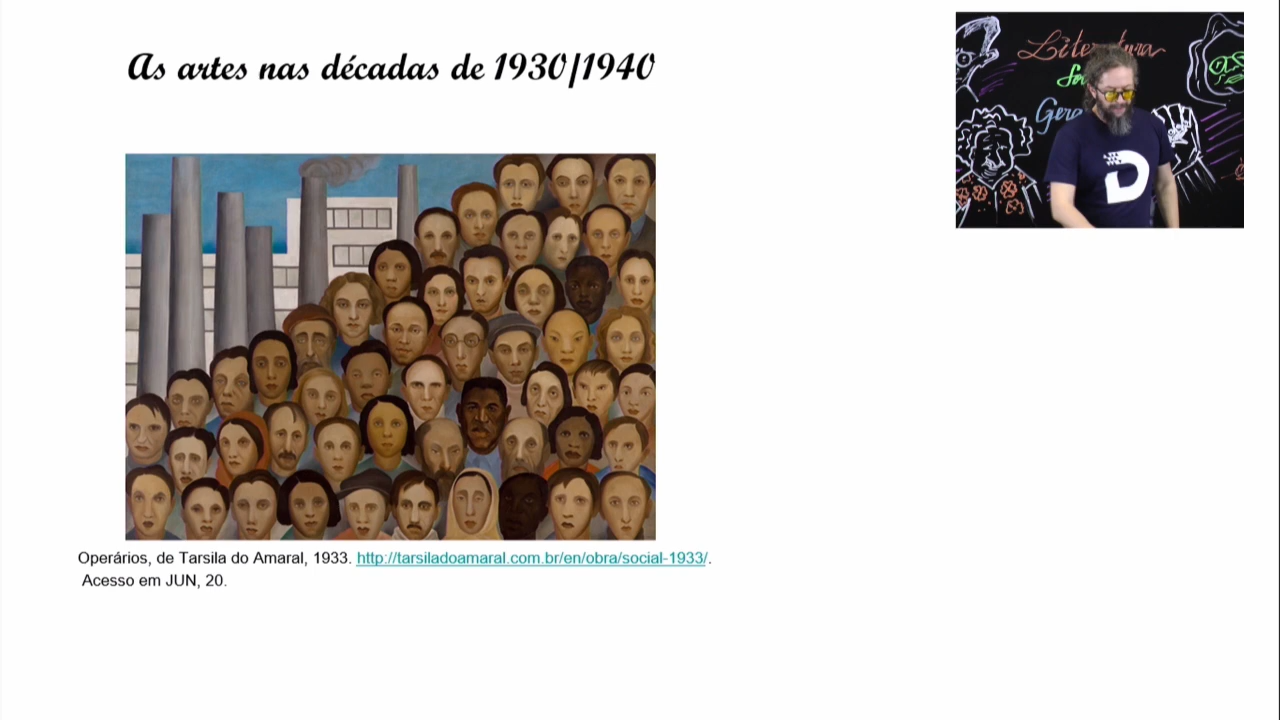 As artes nas décadas de 1930/1940
Operários, de Tarsila do Amaral, 1933. http://tarsiladoamaral.com.br/en/obra/social-1933/.
Acesso em JUN, 20.
Literatura
D